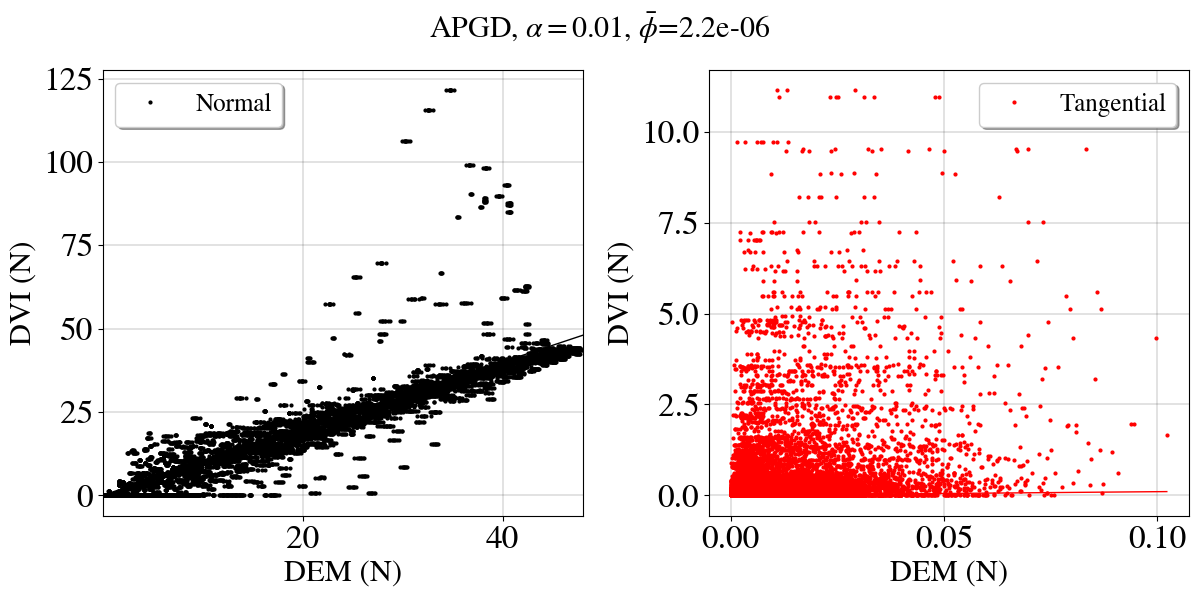 APGD, α = 0.01, ϕ̄=2.2e-06
125
100
75
50
25
0
20
40
DVI (N)
DEM (N)
Normal
10.0
7.5
5.0
2.5
0.0
0.00
0.05
0.10
DVI (N)
DEM (N)
Tangential